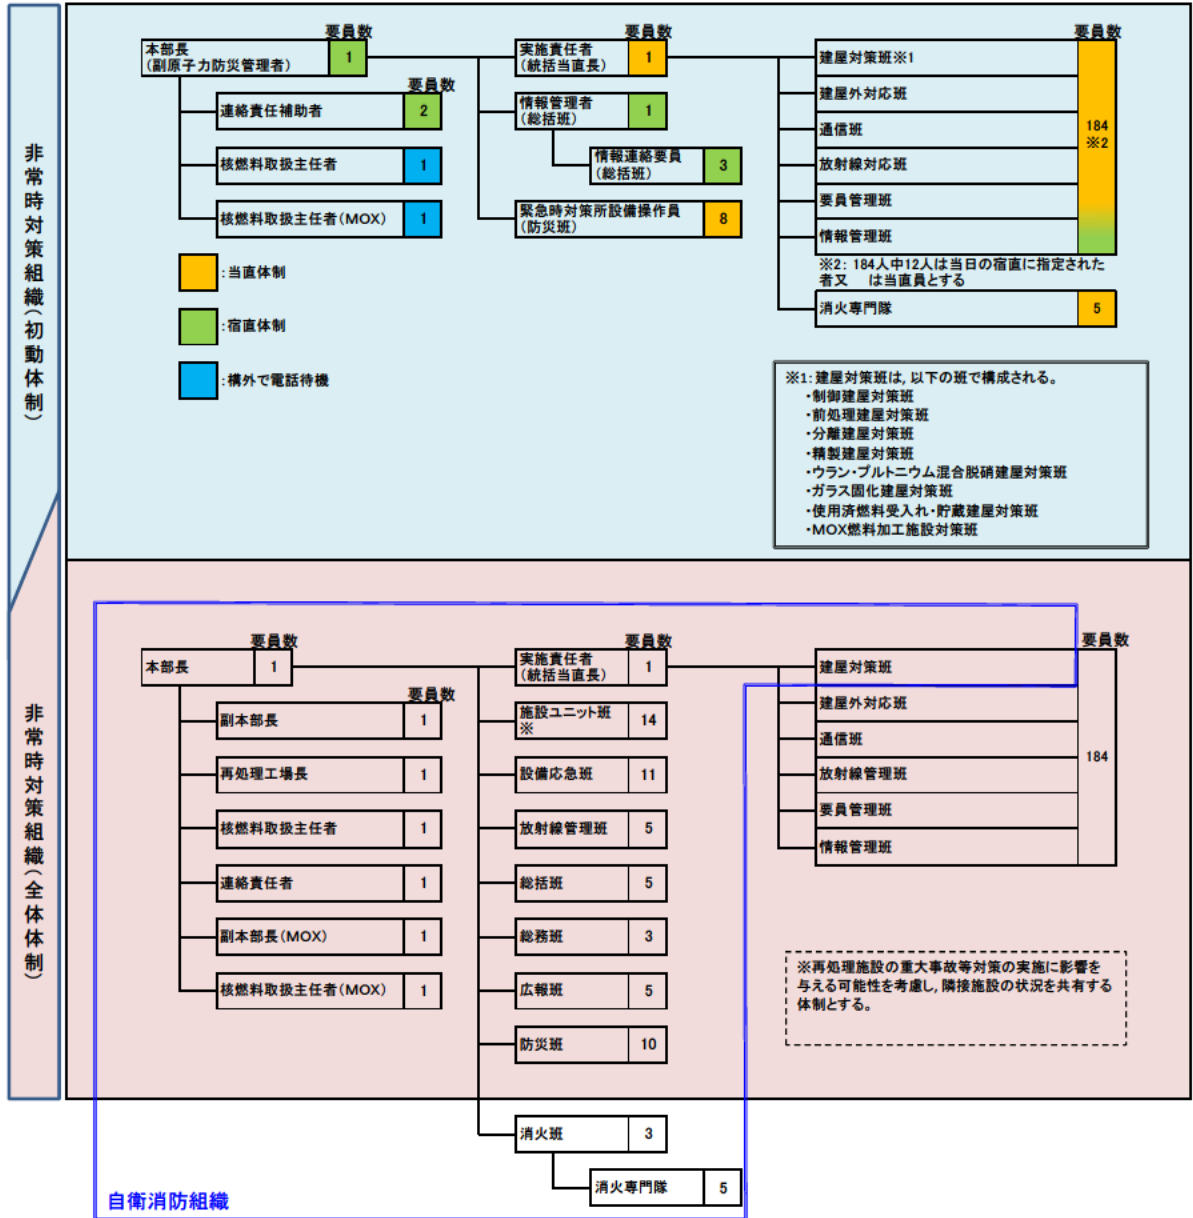 非常時対策組織(初動体制)
要員数
要員数
要員数
本部長
(副原子力防災管理者)
1
実施責任者
(統括当直長)
1
建屋対策班※1
要員数
連絡責任補助者
2
情報管理者
(総括班)
1
建屋外対応班
通信班
184
※2
核燃料取扱主任者
1
情報連絡要員
(総括班)
3
放射線対応班
核燃料取扱主任者(MOX)
1
緊急時対策所設備操作員
(防災班)
8
要員管理班
情報管理班
:当直体制
※2: 184人中12人は当日の宿直に指定された
者又 は当直員とする
:宿直体制
消火専門隊
5
:構外で電話待機
※1:建屋対策班は,以下の班で構成される。
・制御建屋対策班
・前処理建屋対策班
・分離建屋対策班
・精製建屋対策班
・ウラン・プルトニウム混合脱硝建屋対策班
・ガラス固化建屋対策班
・使用済燃料受入れ・貯蔵建屋対策班
・MOX燃料加工施設対策班
非常時対策組織(全体体制)
要員数
要員数
要員数
本部長
1
実施責任者
(統括当直長)
1
建屋対策班
要員数
副本部長
1
施設ユニット班
※
14
建屋外対応班
通信班
184
再処理工場長
1
設備応急班
11
放射線管理班
核燃料取扱主任者
1
放射線管理班
5
要員管理班
情報管理班
連絡責任者
1
総括班
5
副本部長(MOX)
1
総務班
3
核燃料取扱主任者(MOX)
1
広報班
5
※再処理施設の重大事故等対策の実施に影響を
与える可能性を考慮し,隣接施設の状況を共有する
体制とする。
防災班
10
消火班
3
消火専門隊
5
自衛消防組織